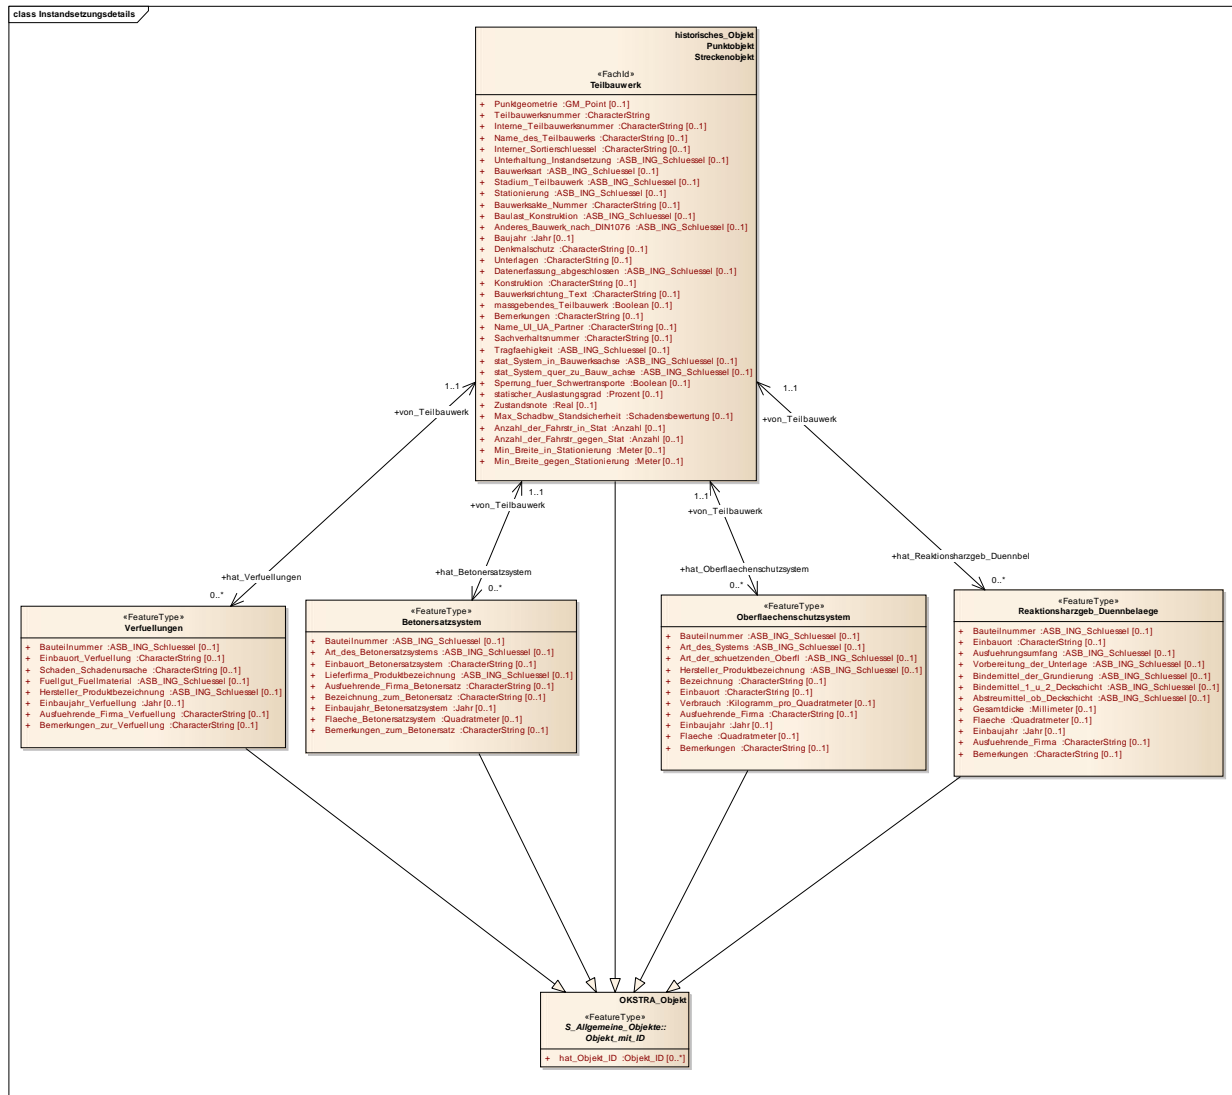 class Instandsetzungsdetails
historisches_Objekt
Punktobjekt
Streckenobjekt
«FachId»
Teilbauwerk
+ Punktgeometrie :GM_Point [0..1]
+ Teilbauwerksnummer :CharacterString
+ Interne_Teilbauwerksnummer :CharacterString [0..1]
+ Name_des_Teilbauwerks :CharacterString [0..1]
+ Interner_Sortierschluessel :CharacterString [0..1]
+ Unterhaltung_Instandsetzung :ASB_ING_Schluessel [0..1]
+ Bauwerksart :ASB_ING_Schluessel [0..1]
+ Stadium_Teilbauwerk :ASB_ING_Schluessel [0..1]
+ Stationierung :ASB_ING_Schluessel [0..1]
+ Bauwerksakte_Nummer :CharacterString [0..1]
+ Baulast_Konstruktion :ASB_ING_Schluessel [0..1]
+ Anderes_Bauwerk_nach_DIN1076 :ASB_ING_Schluessel [0..1]
+ Baujahr :Jahr [0..1]
+ Denkmalschutz :CharacterString [0..1]
+ Unterlagen :CharacterString [0..1]
+ Datenerfassung_abgeschlossen :ASB_ING_Schluessel [0..1]
+ Konstruktion :CharacterString [0..1]
+ Bauwerksrichtung_Text :CharacterString [0..1]
+ massgebendes_Teilbauwerk :Boolean [0..1]
+ Bemerkungen :CharacterString [0..1]
+ Name_UI_UA_Partner :CharacterString [0..1]
+ Sachverhaltsnummer :CharacterString [0..1]
+ Tragfaehigkeit :ASB_ING_Schluessel [0..1]
+ stat_System_in_Bauwerksachse :ASB_ING_Schluessel [0..1]
+ stat_System_quer_zu_Bauw_achse :ASB_ING_Schluessel [0..1]
+ Sperrung_fuer_Schwertransporte :Boolean [0..1]
+ statischer_Auslastungsgrad :Prozent [0..1]
+ Zustandsnote :Real [0..1]
+ Max_Schadbw_Standsicherheit :Schadensbewertung [0..1]
+ Anzahl_der_Fahrstr_in_Stat :Anzahl [0..1]
+ Anzahl_der_Fahrstr_gegen_Stat :Anzahl [0..1]
+ Min_Breite_in_Stationierung :Meter [0..1]
+ Min_Breite_gegen_Stationierung :Meter [0..1]
1..1
+von_Teilbauwerk
1..1
+von_Teilbauwerk
1..1
+von_Teilbauwerk
1..1
+von_Teilbauwerk
+hat_Verfuellungen
0..*
+hat_Betonersatzsystem
0..*
+hat_Oberflaechenschutzsystem
0..*
+hat_Reaktionsharzgeb_Duennbel
0..*
«FeatureType»
Verfuellungen
+ Bauteilnummer :ASB_ING_Schluessel [0..1]
+ Einbauort_Verfuellung :CharacterString [0..1]
+ Schaden_Schadenursache :CharacterString [0..1]
+ Fuellgut_Fuellmaterial :ASB_ING_Schluessel [0..1]
+ Hersteller_Produktbezeichnung :ASB_ING_Schluessel [0..1]
+ Einbaujahr_Verfuellung :Jahr [0..1]
+ Ausfuehrende_Firma_Verfuellung :CharacterString [0..1]
+ Bemerkungen_zur_Verfuellung :CharacterString [0..1]
«FeatureType»
Betonersatzsystem
+ Bauteilnummer :ASB_ING_Schluessel [0..1]
+ Art_des_Betonersatzsystems :ASB_ING_Schluessel [0..1]
+ Einbauort_Betonersatzsystem :CharacterString [0..1]
+ Lieferfirma_Produktbezeichnung :ASB_ING_Schluessel [0..1]
+ Ausfuehrende_Firma_Betonersatz :CharacterString [0..1]
+ Bezeichnung_zum_Betonersatz :CharacterString [0..1]
+ Einbaujahr_Betonersatzsystem :Jahr [0..1]
+ Flaeche_Betonersatzsystem :Quadratmeter [0..1]
+ Bemerkungen_zum_Betonersatz :CharacterString [0..1]
«FeatureType»
Oberflaechenschutzsystem
+ Bauteilnummer :ASB_ING_Schluessel [0..1]
+ Art_des_Systems :ASB_ING_Schluessel [0..1]
+ Art_der_schuetzenden_Oberfl :ASB_ING_Schluessel [0..1]
+ Hersteller_Produktbezeichnung :ASB_ING_Schluessel [0..1]
+ Bezeichnung :CharacterString [0..1]
+ Einbauort :CharacterString [0..1]
+ Verbrauch :Kilogramm_pro_Quadratmeter [0..1]
+ Ausfuehrende_Firma :CharacterString [0..1]
+ Einbaujahr :Jahr [0..1]
+ Flaeche :Quadratmeter [0..1]
+ Bemerkungen :CharacterString [0..1]
«FeatureType»
Reaktionsharzgeb_Duennbelaege
+ Bauteilnummer :ASB_ING_Schluessel [0..1]
+ Einbauort :CharacterString [0..1]
+ Ausfuehrungsumfang :ASB_ING_Schluessel [0..1]
+ Vorbereitung_der_Unterlage :ASB_ING_Schluessel [0..1]
+ Bindemittel_der_Grundierung :ASB_ING_Schluessel [0..1]
+ Bindemittel_1_u_2_Deckschicht :ASB_ING_Schluessel [0..1]
+ Abstreumittel_ob_Deckschicht :ASB_ING_Schluessel [0..1]
+ Gesamtdicke :Millimeter [0..1]
+ Flaeche :Quadratmeter [0..1]
+ Einbaujahr :Jahr [0..1]
+ Ausfuehrende_Firma :CharacterString [0..1]
+ Bemerkungen :CharacterString [0..1]
OKSTRA_Objekt
«FeatureType»
S_Allgemeine_Objekte::
Objekt_mit_ID
+ hat_Objekt_ID :Objekt_ID [0..*]